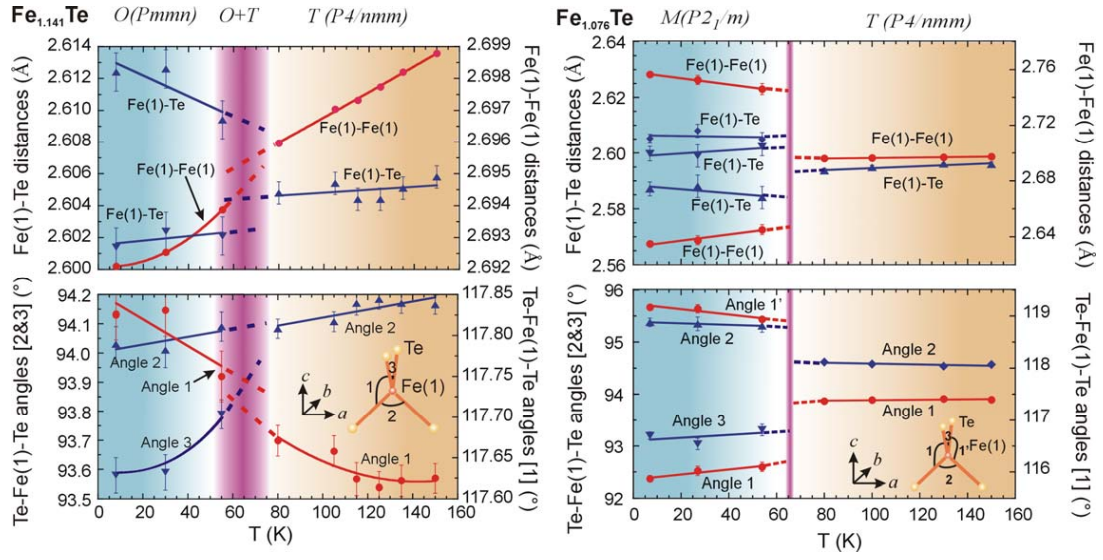 Fe1.141Te
O(Pmmn) O+T T (P4/nmm)
Fe(1)-Te distances (Å)
2.614
2.612
2.610
2.608
2.606
2.604
2.602
2.600
Fe(1)-Te
Fe(1)-Fe(1)
Fe(1)-Fe(1)
Fe(1)-Te
Fe(1)-Te
2.699
2.698
2.697
2.696
2.695
2.694
2.693
2.692
Fe(1)-Fe(1) distances (Å)
Te-Fe(1)-Te angles [2&3] (°)
94.2
94.1
94.0
93.9
93.8
93.7
93.6
93.5
Angle 2
Angle 2
Angle 1
Angle 3
Angle 1
Te
Fe(1)
3
1
2
c
b
a
117.85
117.80
117.75
117.70
117.65
117.60
Te-Fe(1)-Te angles [1] (°)
0 20 40 60 80 100 120 140 160
T (K)
Fe1.076Te
M(P21/m) T (P4/nmm)
Fe(1)-Te distances (Å)
2.64
2.62
2.60
2.58
2.56
Fe(1)-Fe(1)
Fe(1)-Te
Fe(1)-Te
Fe(1)-Te
Fe(1)-Fe(1)
Fe(1)-Fe(1)
Fe(1)-Te
2.76
2.72
2.68
2.64
Fe(1)-Fe(1) distances (Å)
Te-Fe(1)-Te angles [2&3] (°)
96
95
94
93
92
Angle 1'
Angle 2
Angle 3
Angle 1
Angle 2
Angle 1
Te
Fe(1)
3
1
1'
2
c
b
a
119
118
117
116
Te-Fe(1)-Te angles [1] (°)
0 20 40 60 80 100 120 140 160
T (K)